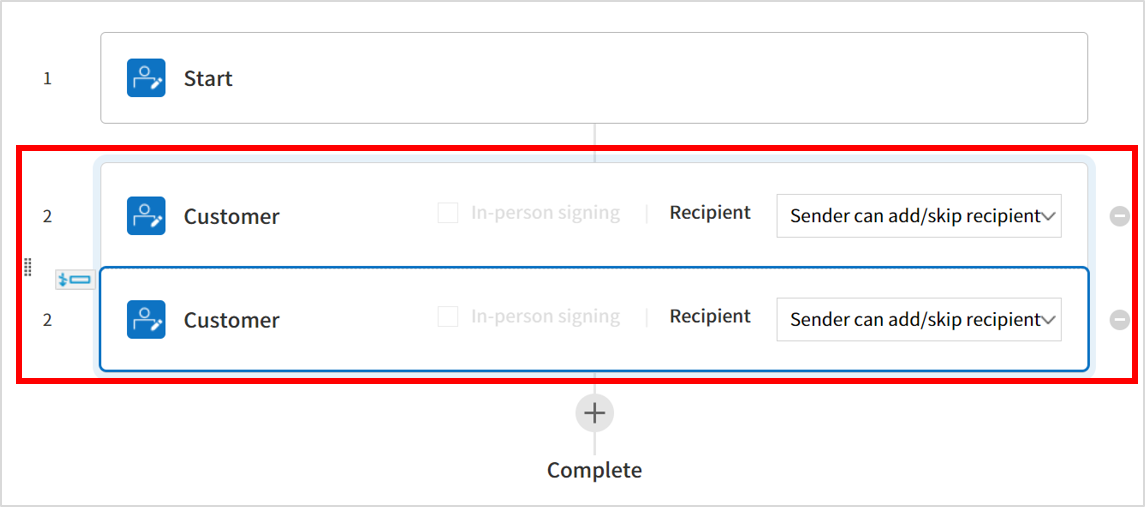 1 Start
2 Customer In-person signing | Recipient Sender can add/skip recipient
2 Customer In-person signing | Recipient Sender can add/skip recipient
Complete